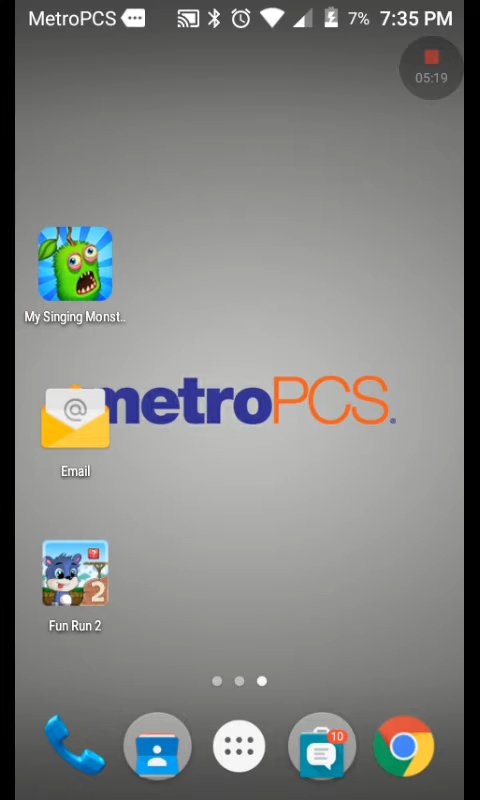 MetroPCS 7% 7:35 PM
05:19
My Singing Monst..
metroPCS.
@
Email
?
2
Fun Run 2
10